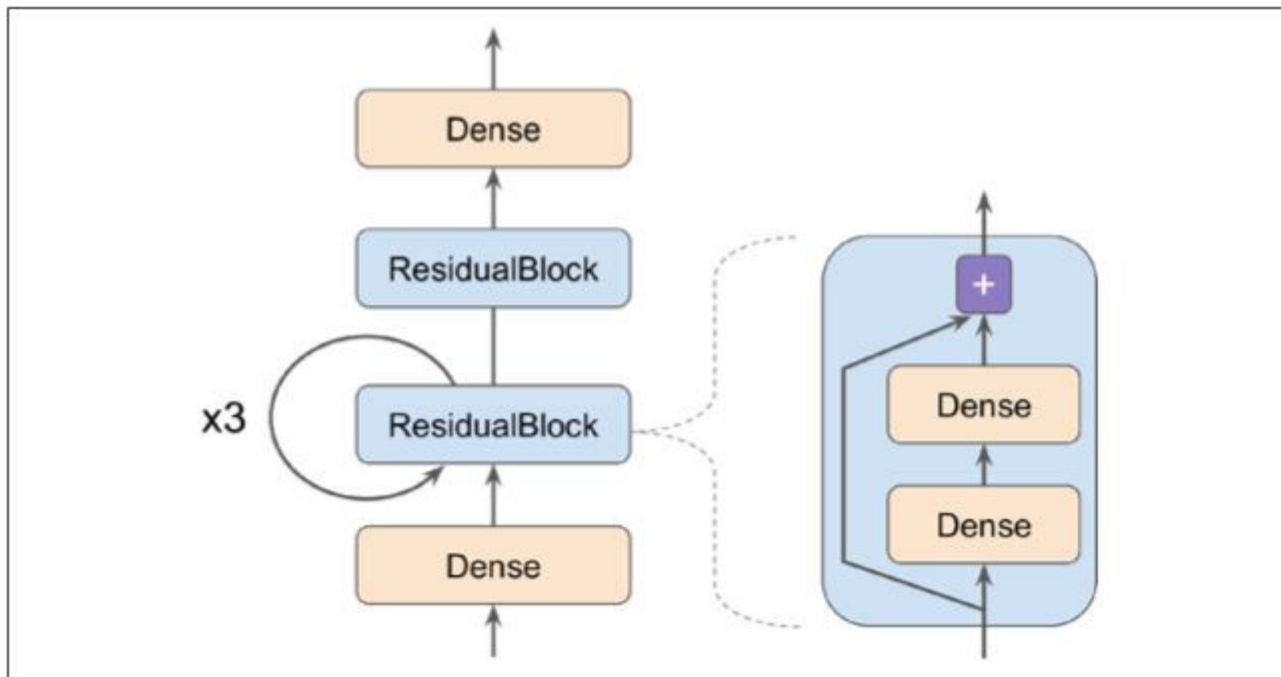 Dense
ResidualBlock
x3
ResidualBlock
Dense
+
Dense
Dense